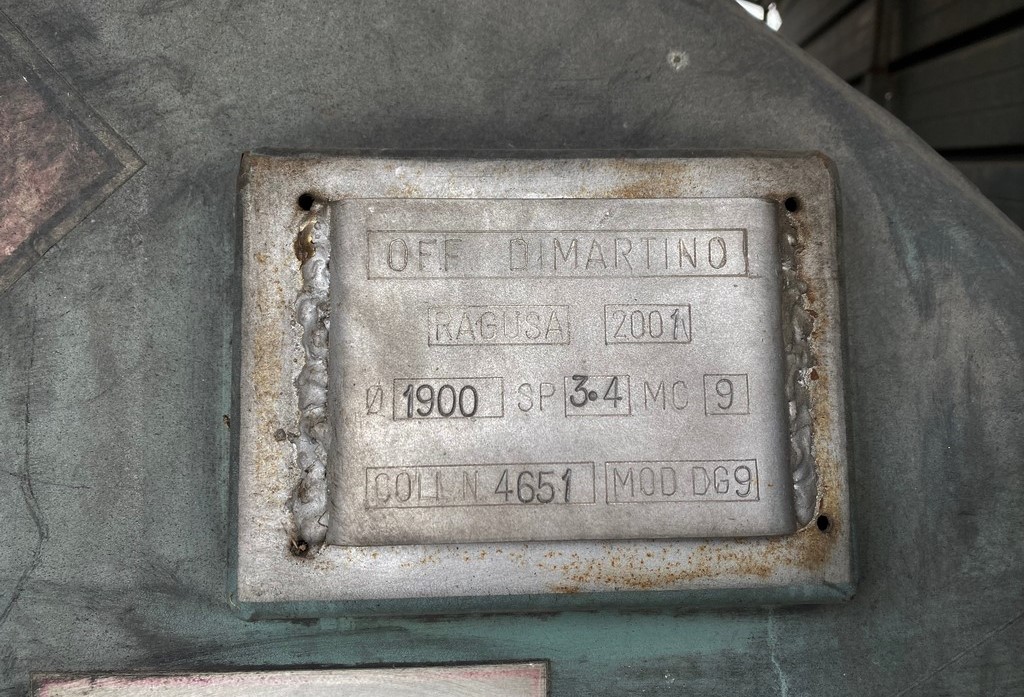 OFF DIMARTINO
RAGUSA 2001
Ø 1900 SP 3.4 MC 9
COLL N 4651 MOD DG9